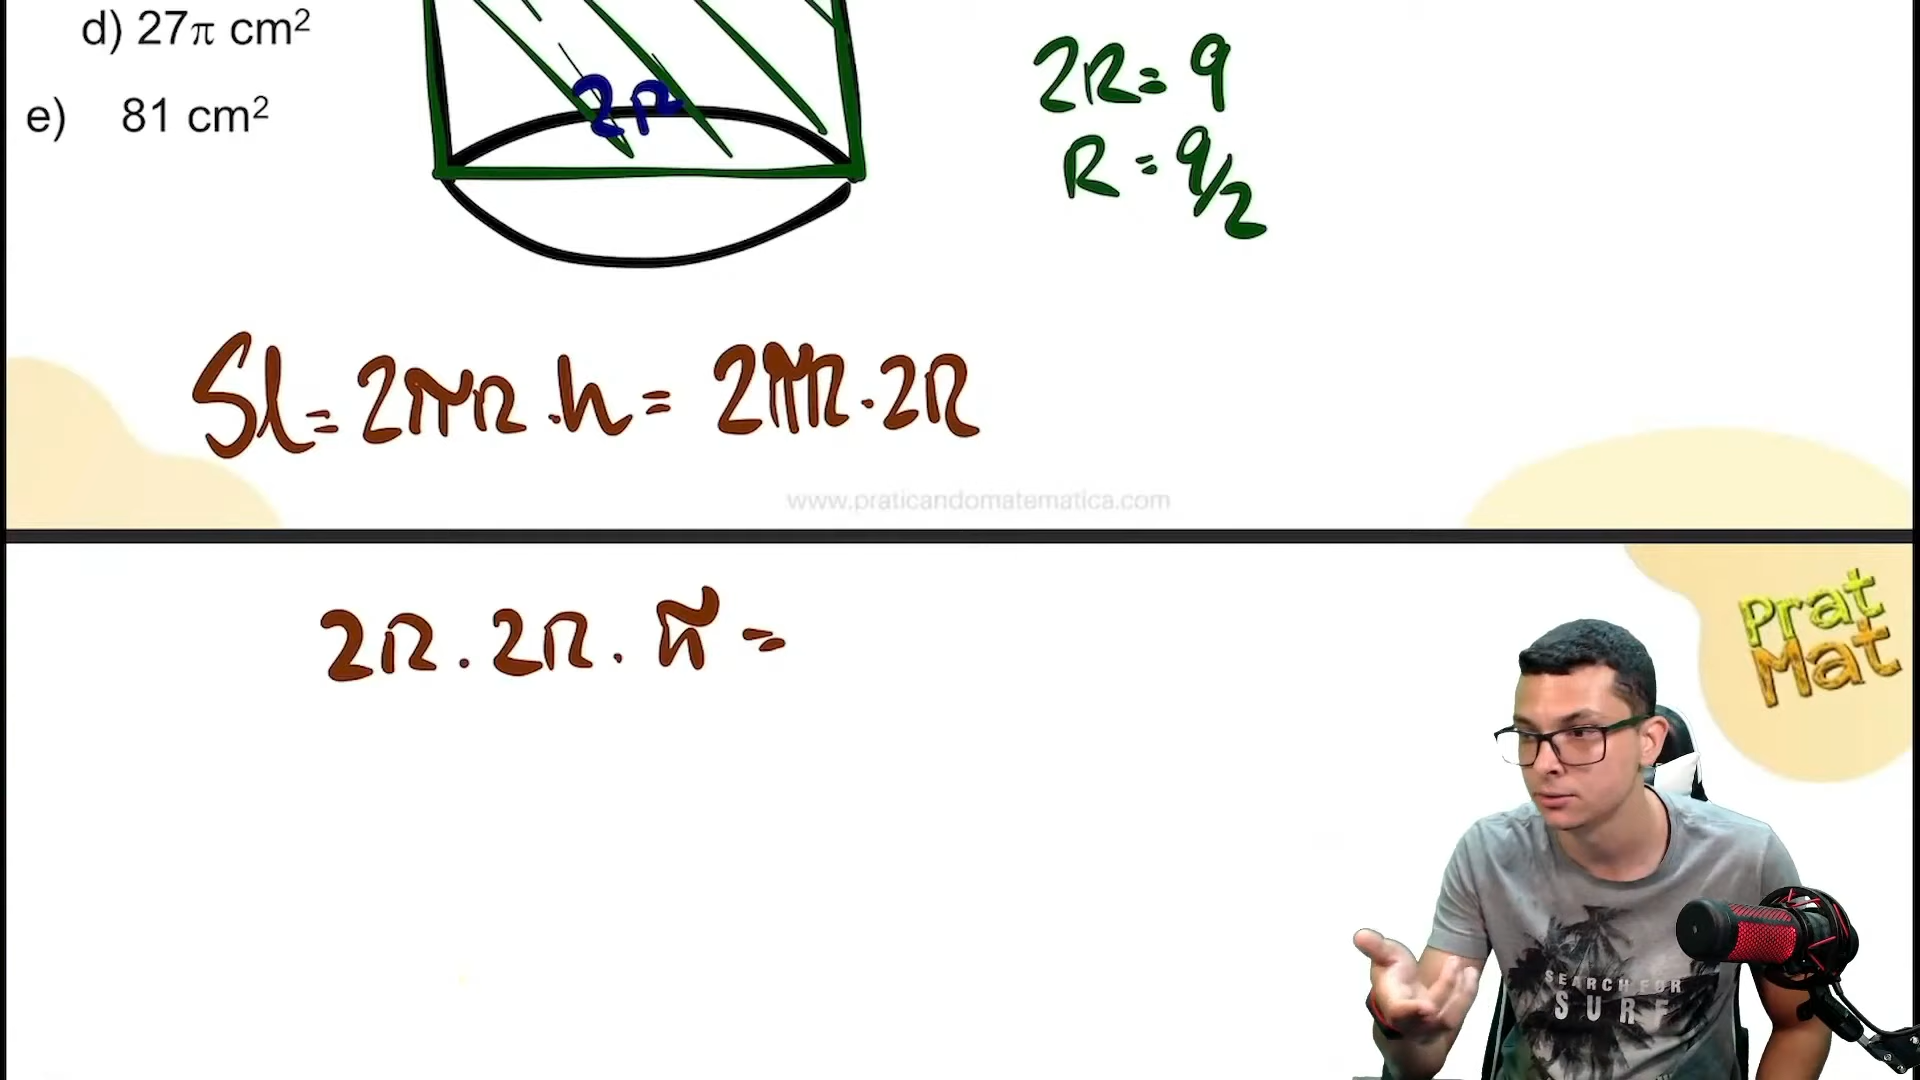 d) 27π cm²
e) 81 cm²
2R
2R = 9
R = 9/2
Sl = 2πR . h = 2πR . 2R
www.praticandomatematica.com
2R . 2R . π =
Prat
Mat
SEARCH FOR
SURF